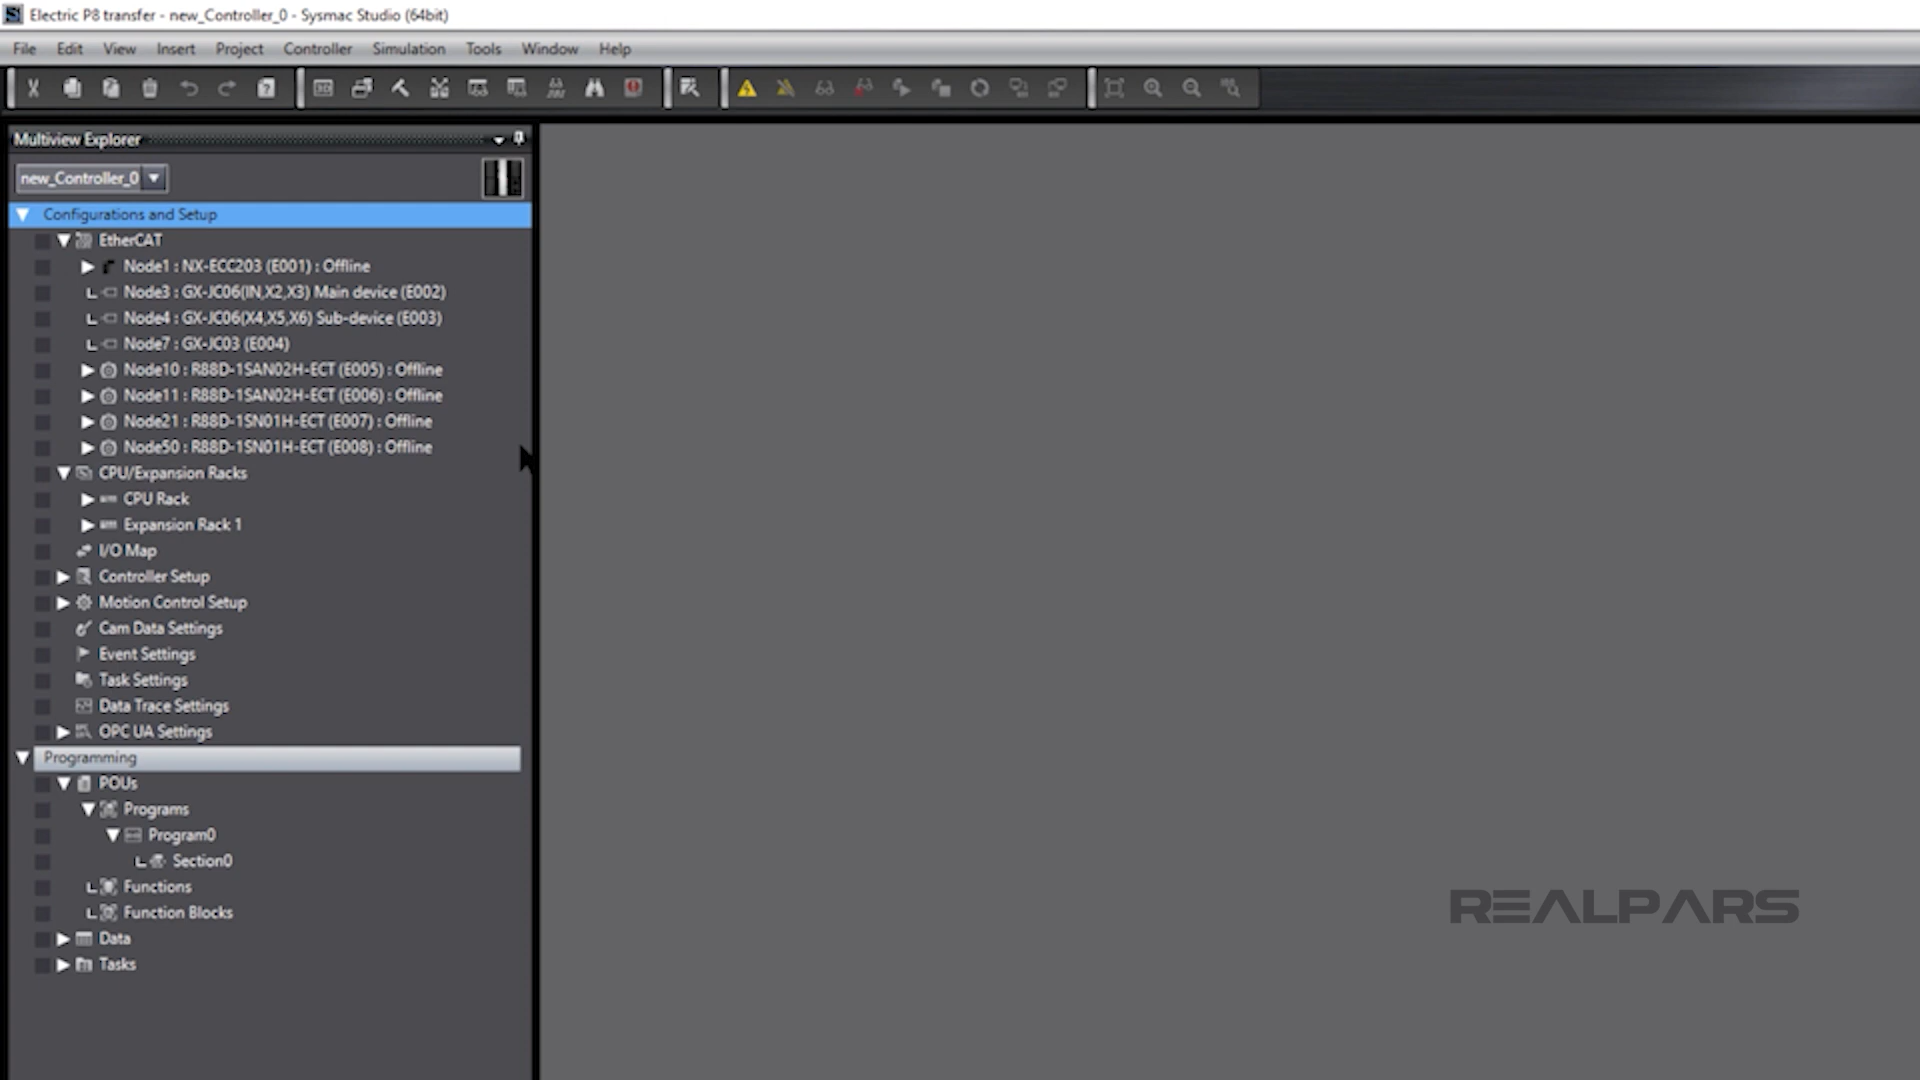 Electric P8 transfer - new_Controller_0 - Sysmac Studio (64bit)
File Edit View Insert Project Controller Simulation Tools Window Help
Multiview Explorer
new_Controller_0
Configurations and Setup
EtherCAT
Node1 : NX-ECC203 (E001) : Offline
Node3 : GX-JC06(IN,X2,X3) Main device (E002)
Node4 : GX-JC06(X4,X5,X6) Sub-device (E003)
Node7 : GX-JC03 (E004)
Node10 : R88D-1SAN02H-ECT (E005) : Offline
Node11 : R88D-1SAN02H-ECT (E006) : Offline
Node21 : R88D-1SN01H-ECT (E007) : Offline
Node50 : R88D-1SN01H-ECT (E008) : Offline
CPU/Expansion Racks
CPU Rack
Expansion Rack 1
I/O Map
Controller Setup
Motion Control Setup
Cam Data Settings
Event Settings
Task Settings
Data Trace Settings
OPC UA Settings
Programming
POUs
Programs
Program0
Section0
Functions
Function Blocks
Data
Tasks
REALPARS